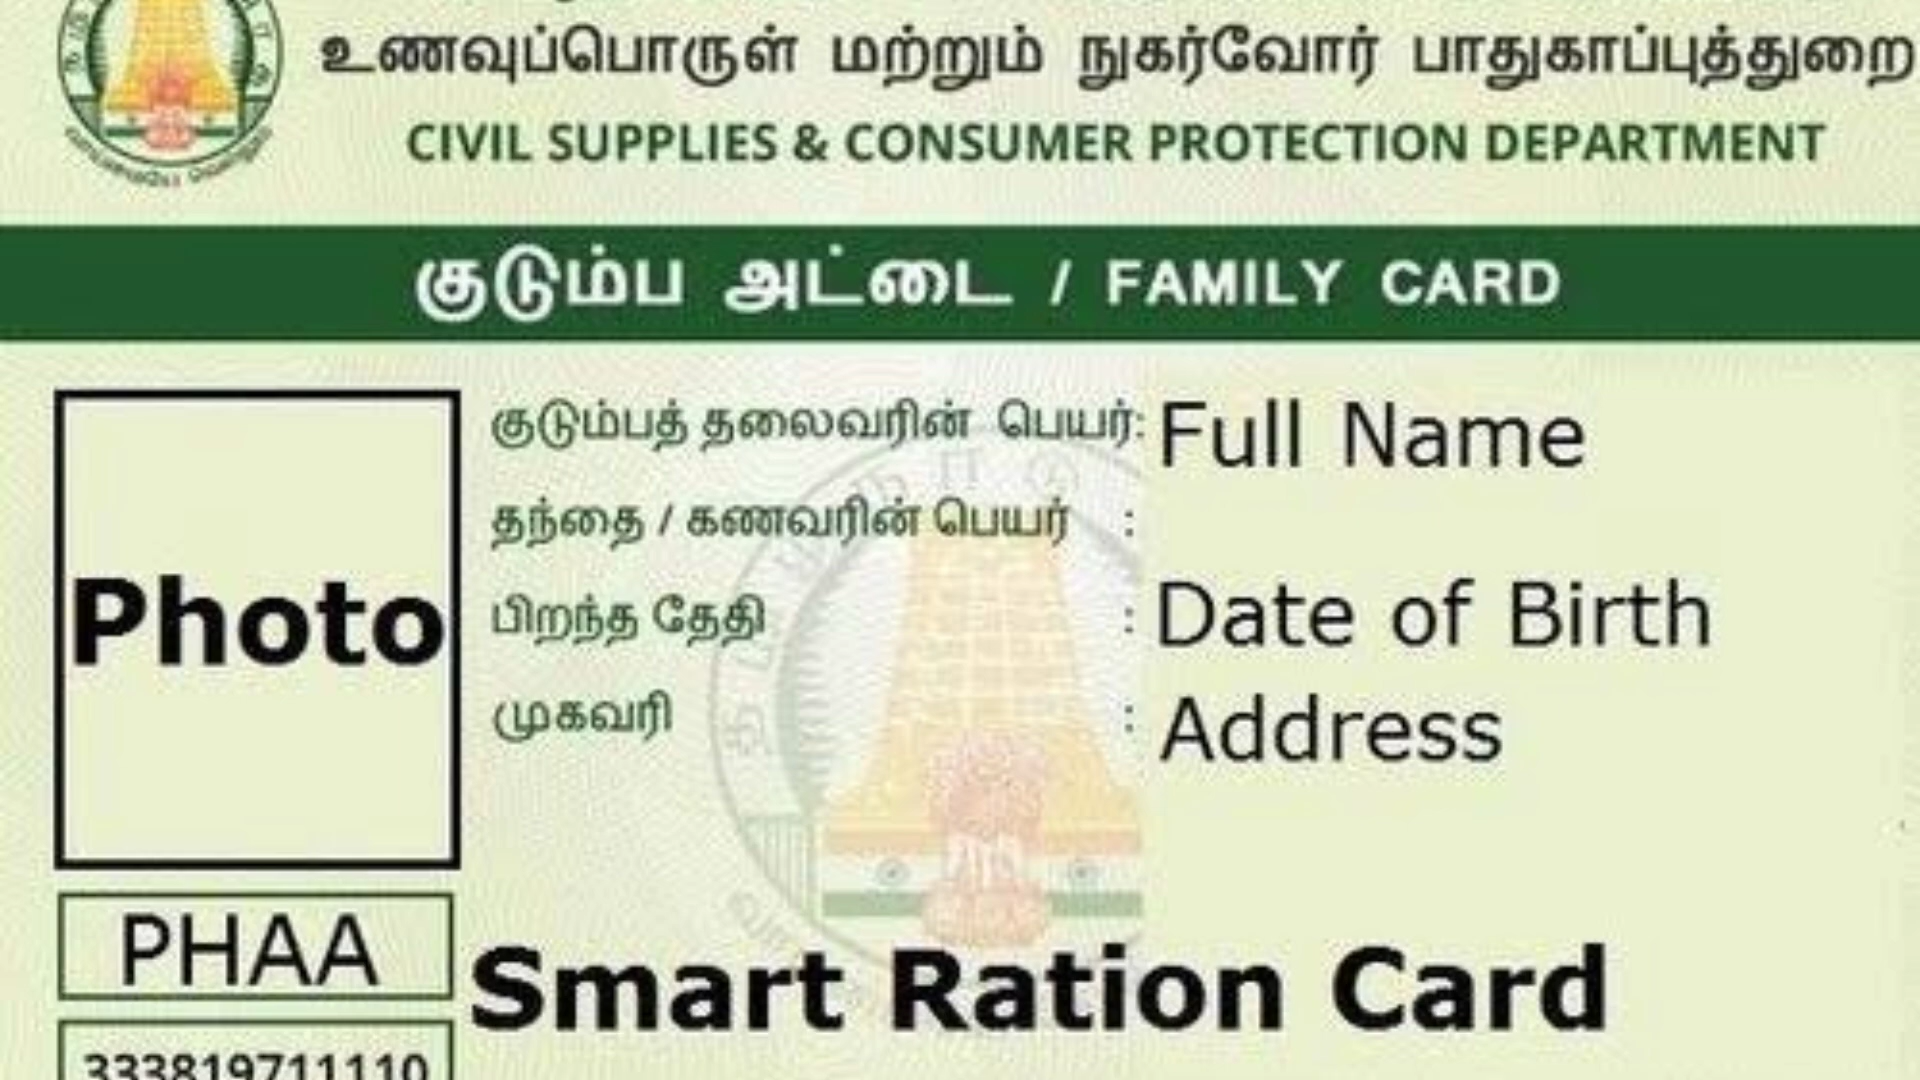 உணவுப்பொருள் மற்றும் நுகர்வோர் பாதுகாப்புத்துறை
CIVIL SUPPLIES & CONSUMER PROTECTION DEPARTMENT
குடும்ப அட்டை / FAMILY CARD
குடும்பத் தலைவரின் பெயர்: Full Name
தந்தை / கணவரின் பெயர் :
பிறந்த தேதி : Date of Birth
முகவரி : Address
Photo
PHAA
Smart Ration Card
333819711110